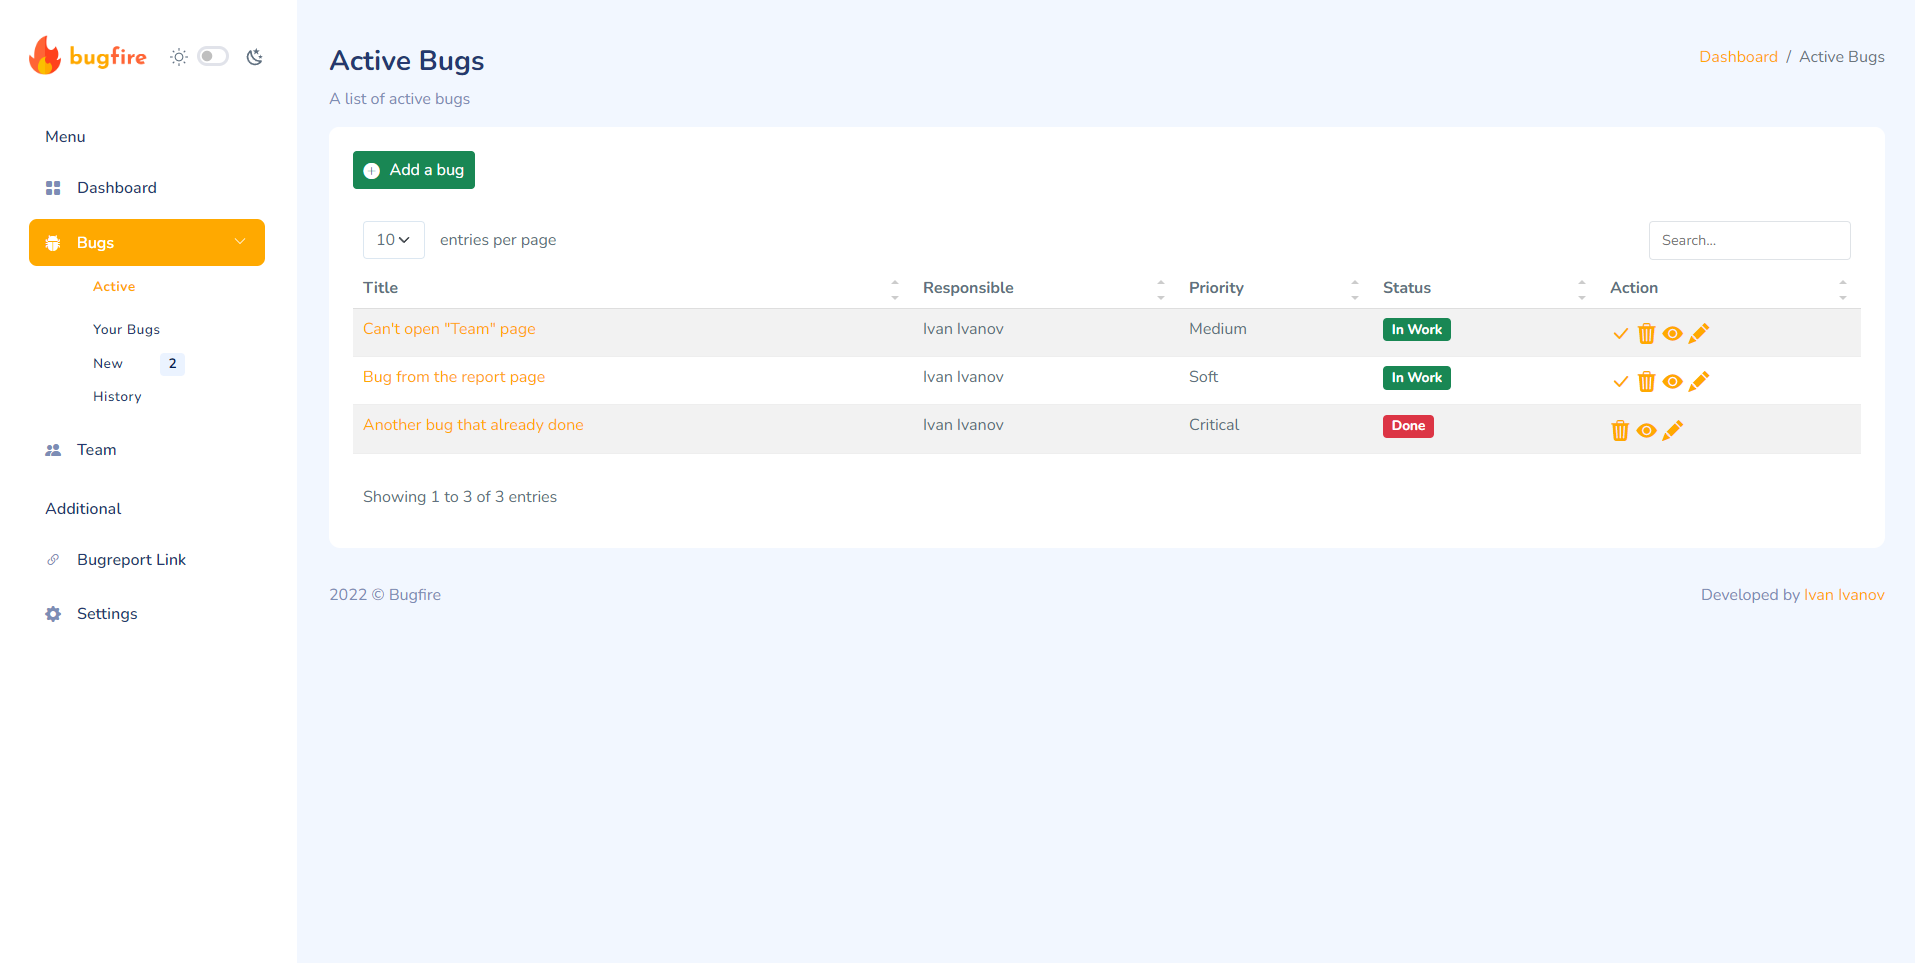 bugfire
Menu
Dashboard
Bugs
Active
Your Bugs
New 2
History
Team
Additional
Bugreport Link
Settings
Active Bugs
Dashboard / Active Bugs
A list of active bugs
Add a bug
10 entries per page
Search...
Title Responsible Priority Status Action
Can't open "Team" page Ivan Ivanov Medium In Work
Bug from the report page Ivan Ivanov Soft In Work
Another bug that already done Ivan Ivanov Critical Done
Showing 1 to 3 of 3 entries
2022 © Bugfire
Developed by Ivan Ivanov